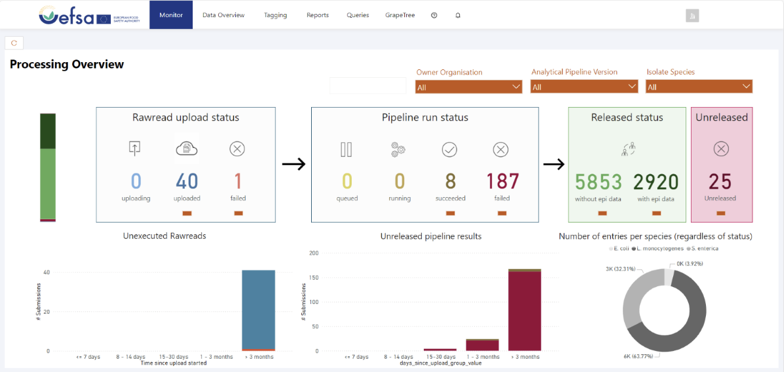 efsa
EUROPEAN FOOD SAFETY AUTHORITY
Monitor
Data Overview
Tagging
Reports
Queries
GrapeTree
Processing Overview
Owner Organisation
All
Analytical Pipeline Version
All
Isolate Species
All
Rawread upload status
0
uploading
40
uploaded
1
failed
Pipeline run status
0
queued
0
running
8
succeeded
187
failed
Released status
5853
without epi data
2920
with epi data
Unreleased
25
Unreleased
Unexecuted Rawreads
# Submissions
40
20
0
<= 7 days
8 - 14 days
15-30 days
1 - 3 months
> 3 months
Time since upload started
Unreleased pipeline results
# Submissions
200
150
100
50
0
<= 7 days
8 - 14 days
15-30 days
1 - 3 months
> 3 months
days_since_upload_group_value
Number of entries per species (regardless of status)
E. coli
L. monocytogenes
S. enterica
0K (3.92%)
3K (32.31%)
6K (63.77%)